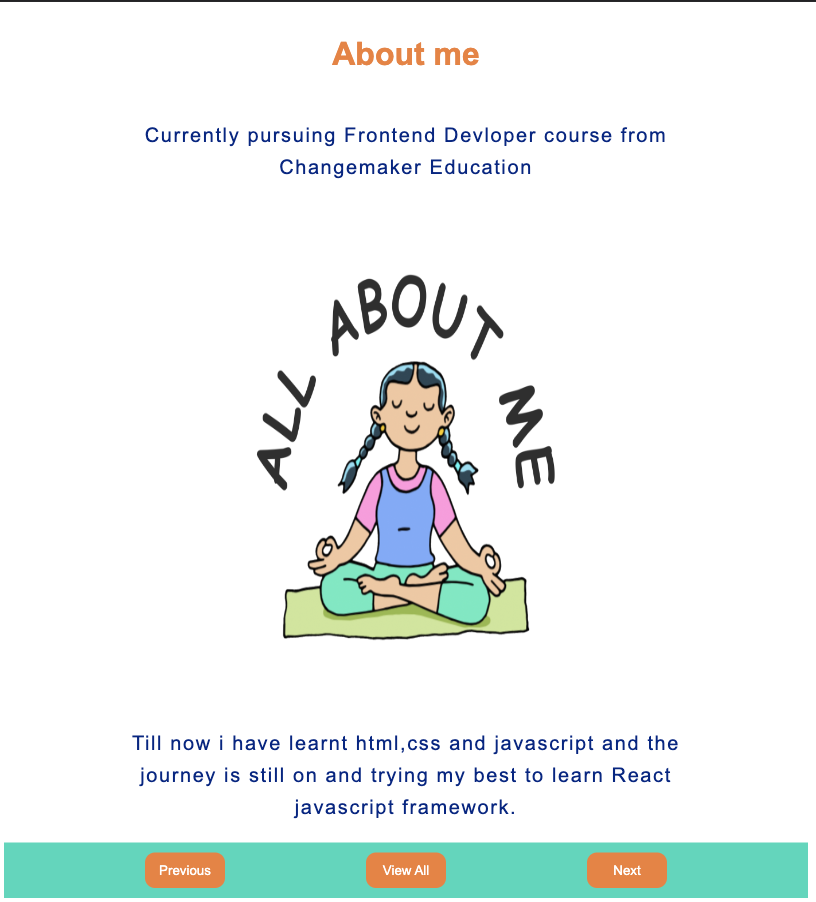 About me
Currently pursuing Frontend Devloper course from
Changemaker Education
ALL ABOUT ME
Till now i have learnt html,css and javascript and the
journey is still on and trying my best to learn React
javascript framework.
Previous
View All
Next